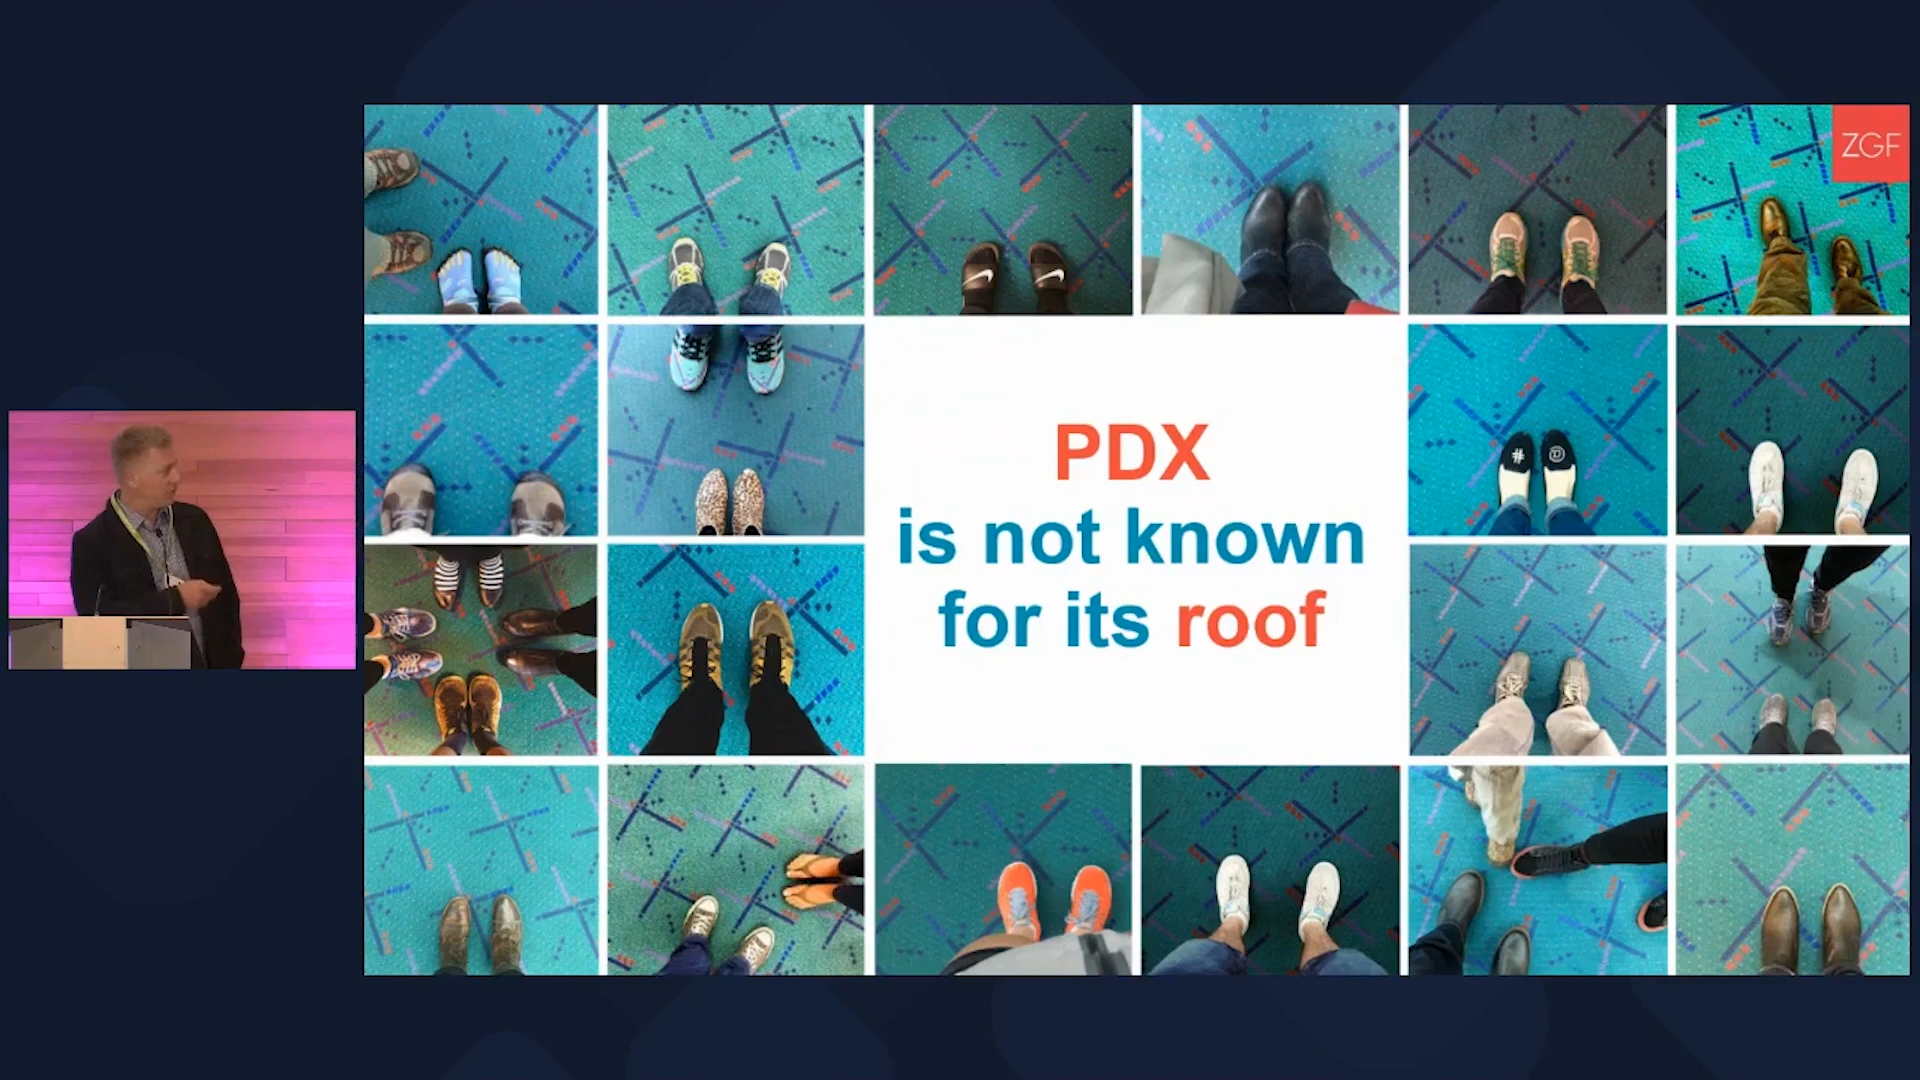 ZGF
PDX
is not known
for its roof
# @